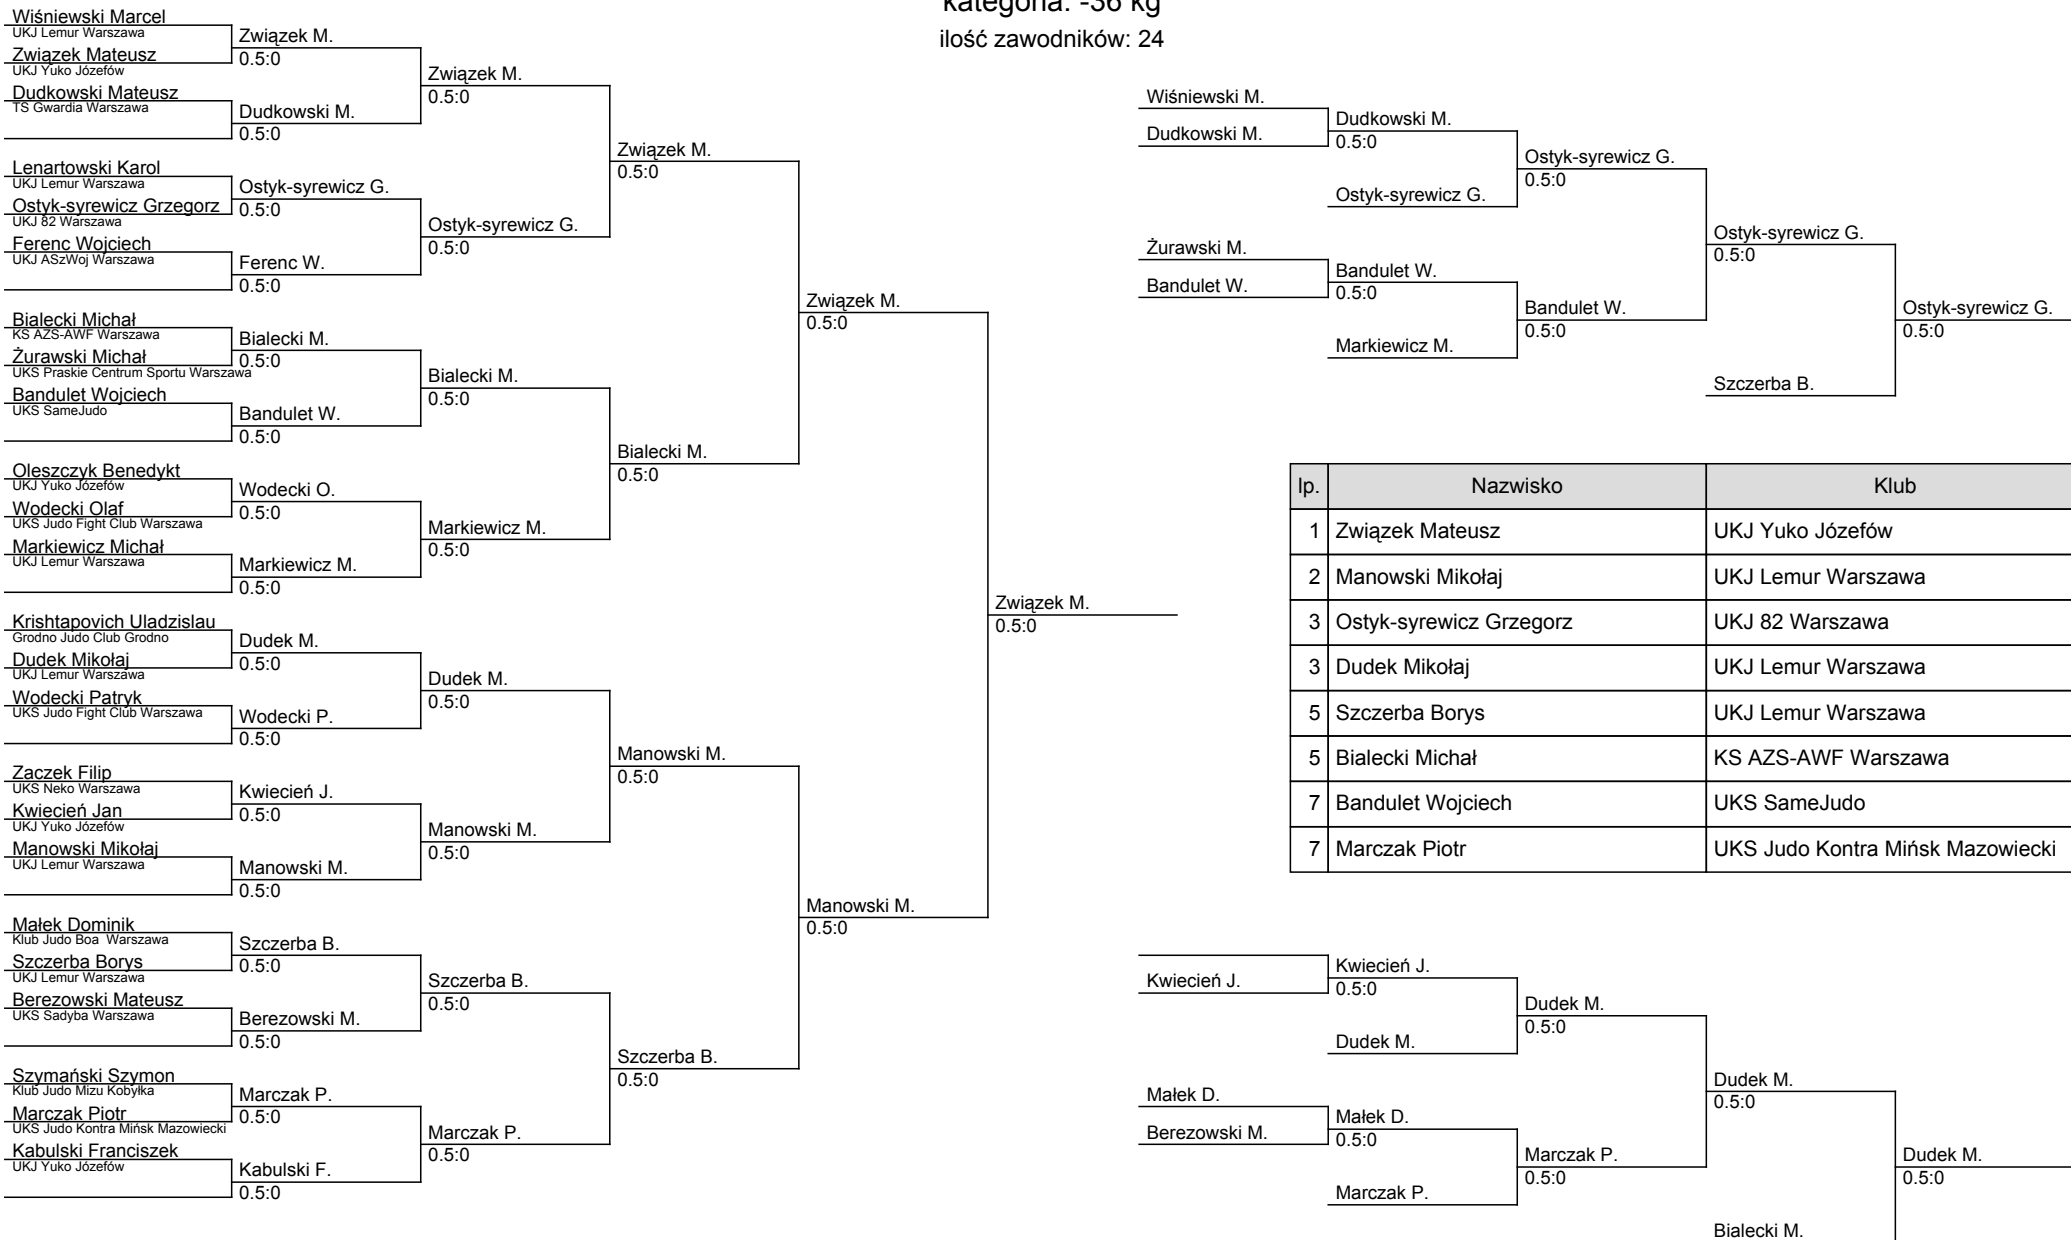 kategoria: -36 kg
ilość zawodników: 24
Wiśniewski Marcel
UKJ Lemur Warszawa
Związek Mateusz
UKJ Yuko Józefów
Dudkowski Mateusz
TS Gwardia Warszawa
Lenartowski Karol
UKJ Lemur Warszawa
Ostyk-syrewicz Grzegorz
UKJ 82 Warszawa
Ferenc Wojciech
UKJ ASzWoj Warszawa
Bialecki Michał
KS AZS-AWF Warszawa
Żurawski Michał
UKS Praskie Centrum Sportu Warszawa
Bandulet Wojciech
UKS SameJudo
Oleszczyk Benedykt
UKJ Yuko Józefów
Wodecki Olaf
UKS Judo Fight Club Warszawa
Markiewicz Michał
UKJ Lemur Warszawa
Krishtapovich Uladzislau
Grodno Judo Club Grodno
Dudek Mikołaj
UKJ Lemur Warszawa
Wodecki Patryk
UKS Judo Fight Club Warszawa
Zaczek Filip
UKS Neko Warszawa
Kwiecień Jan
UKJ Yuko Józefów
Manowski Mikołaj
UKJ Lemur Warszawa
Małek Dominik
Klub Judo Boa Warszawa
Szczerba Borys
UKJ Lemur Warszawa
Berezowski Mateusz
UKS Sadyba Warszawa
Szymański Szymon
Klub Judo Mizu Kobyłka
Marczak Piotr
UKS Judo Kontra Mińsk Mazowiecki
Kabulski Franciszek
UKJ Yuko Józefów
Związek M.
0.5:0
Dudkowski M.
0.5:0
Ostyk-syrewicz G.
0.5:0
Ferenc W.
0.5:0
Bialecki M.
0.5:0
Bandulet W.
0.5:0
Wodecki O.
0.5:0
Markiewicz M.
0.5:0
Dudek M.
0.5:0
Wodecki P.
0.5:0
Kwiecień J.
0.5:0
Manowski M.
0.5:0
Szczerba B.
0.5:0
Berezowski M.
0.5:0
Marczak P.
0.5:0
Kabulski F.
0.5:0
Związek M.
0.5:0
Ostyk-syrewicz G.
0.5:0
Bialecki M.
0.5:0
Markiewicz M.
0.5:0
Dudek M.
0.5:0
Manowski M.
0.5:0
Szczerba B.
0.5:0
Marczak P.
0.5:0
Związek M.
0.5:0
Bialecki M.
0.5:0
Manowski M.
0.5:0
Szczerba B.
0.5:0
Związek M.
0.5:0
Manowski M.
0.5:0
Związek M.
0.5:0
Wiśniewski M.
Dudkowski M.
Żurawski M.
Bandulet W.
Dudkowski M.
0.5:0
Ostyk-syrewicz G.
Bandulet W.
0.5:0
Markiewicz M.
Ostyk-syrewicz G.
0.5:0
Bandulet W.
0.5:0
Ostyk-syrewicz G.
0.5:0
Szczerba B.
Ostyk-syrewicz G.
0.5:0
lp. Nazwisko Klub
1 Związek Mateusz UKJ Yuko Józefów
2 Manowski Mikołaj UKJ Lemur Warszawa
3 Ostyk-syrewicz Grzegorz UKJ 82 Warszawa
3 Dudek Mikołaj UKJ Lemur Warszawa
5 Szczerba Borys UKJ Lemur Warszawa
5 Bialecki Michał KS AZS-AWF Warszawa
7 Bandulet Wojciech UKS SameJudo
7 Marczak Piotr UKS Judo Kontra Mińsk Mazowiecki
Kwiecień J.
Małek D.
Berezowski M.
Kwiecień J.
0.5:0
Dudek M.
Małek D.
0.5:0
Marczak P.
Dudek M.
0.5:0
Marczak P.
0.5:0
Dudek M.
0.5:0
Bialecki M.
Dudek M.
0.5:0